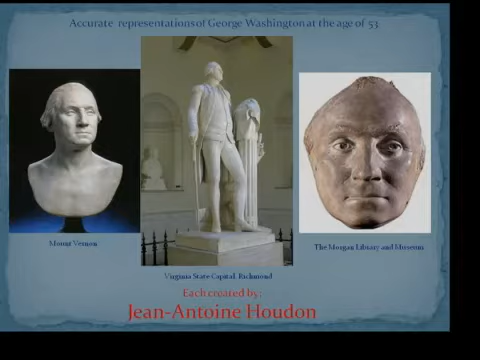 Accurate representations of George Washington at the age of 53.
Mount Vernon
The Morgan Library and Museum
Virginia State Capital, Richmond
Each created by:
Jean-Antoine Houdon